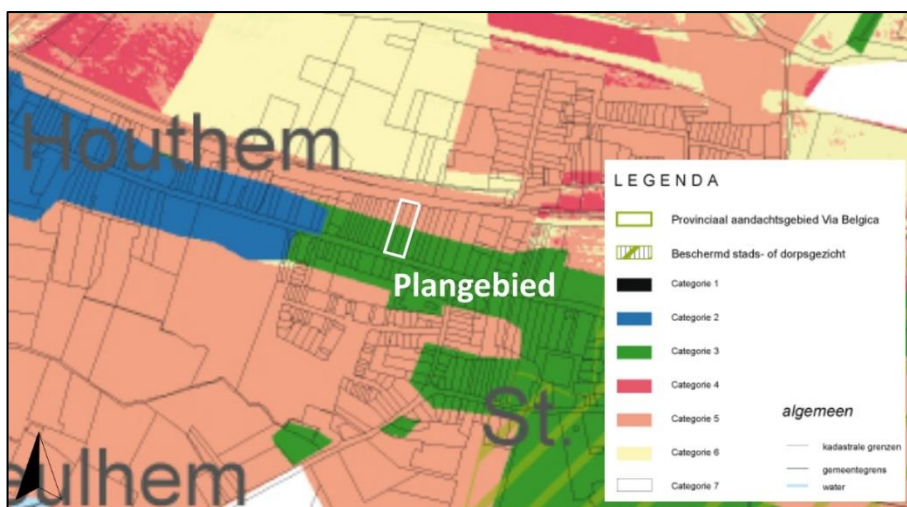 Houthem
Plangebied
St.
eulhem
LEGENDA
Provinciaal aandachtsgebied Via Belgica
Beschermd stads- of dorpsgezicht
Categorie 1
Categorie 2
Categorie 3
Categorie 4
Categorie 5
Categorie 6
Categorie 7
algemeen
kadastrale grenzen
gemeentegrens
water